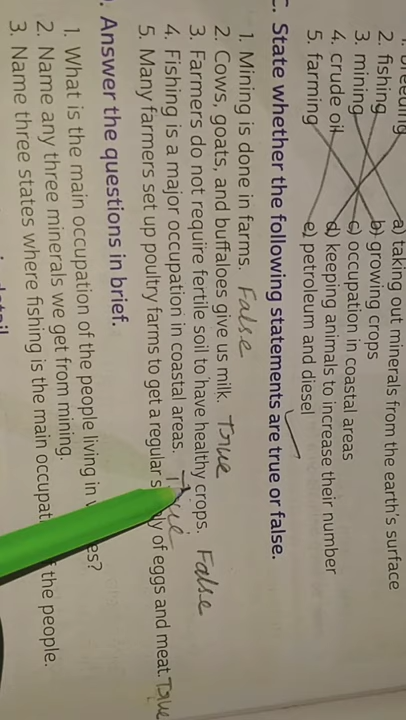 1. breeding a) taking out minerals from the earth's surface
2. fishing b) growing crops
3. mining c) occupation in coastal areas
4. crude oil d) keeping animals to increase their number
5. farming e) petroleum and diesel
C. State whether the following statements are true or false.
1. Mining is done in farms. False
2. Cows, goats, and buffaloes give us milk. True
3. Farmers do not require fertile soil to have healthy crops. False
4. Fishing is a major occupation in coastal areas. True
5. Many farmers set up poultry farms to get a regular of eggs and meat. True
Answer the questions in brief.
1. What is the main occupation of the people living in
2. Name any three minerals we get from mining.
3. Name three states where fishing is the main the people.